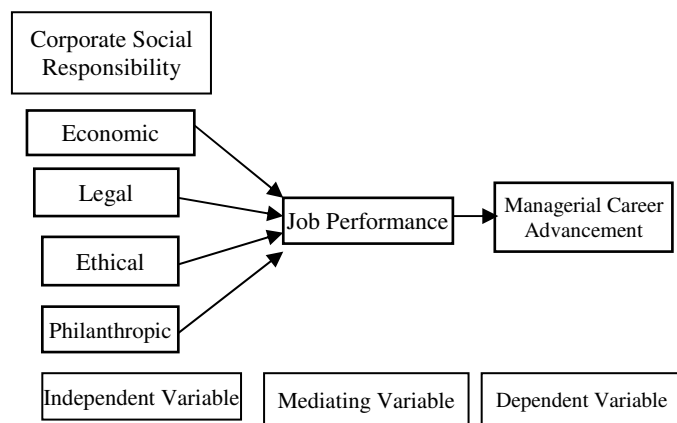 Corporate Social
Responsibility
Economic
Legal
Ethical
Philanthropic
Job Performance
Managerial Career
Advancement
Independent Variable
Mediating Variable
Dependent Variable